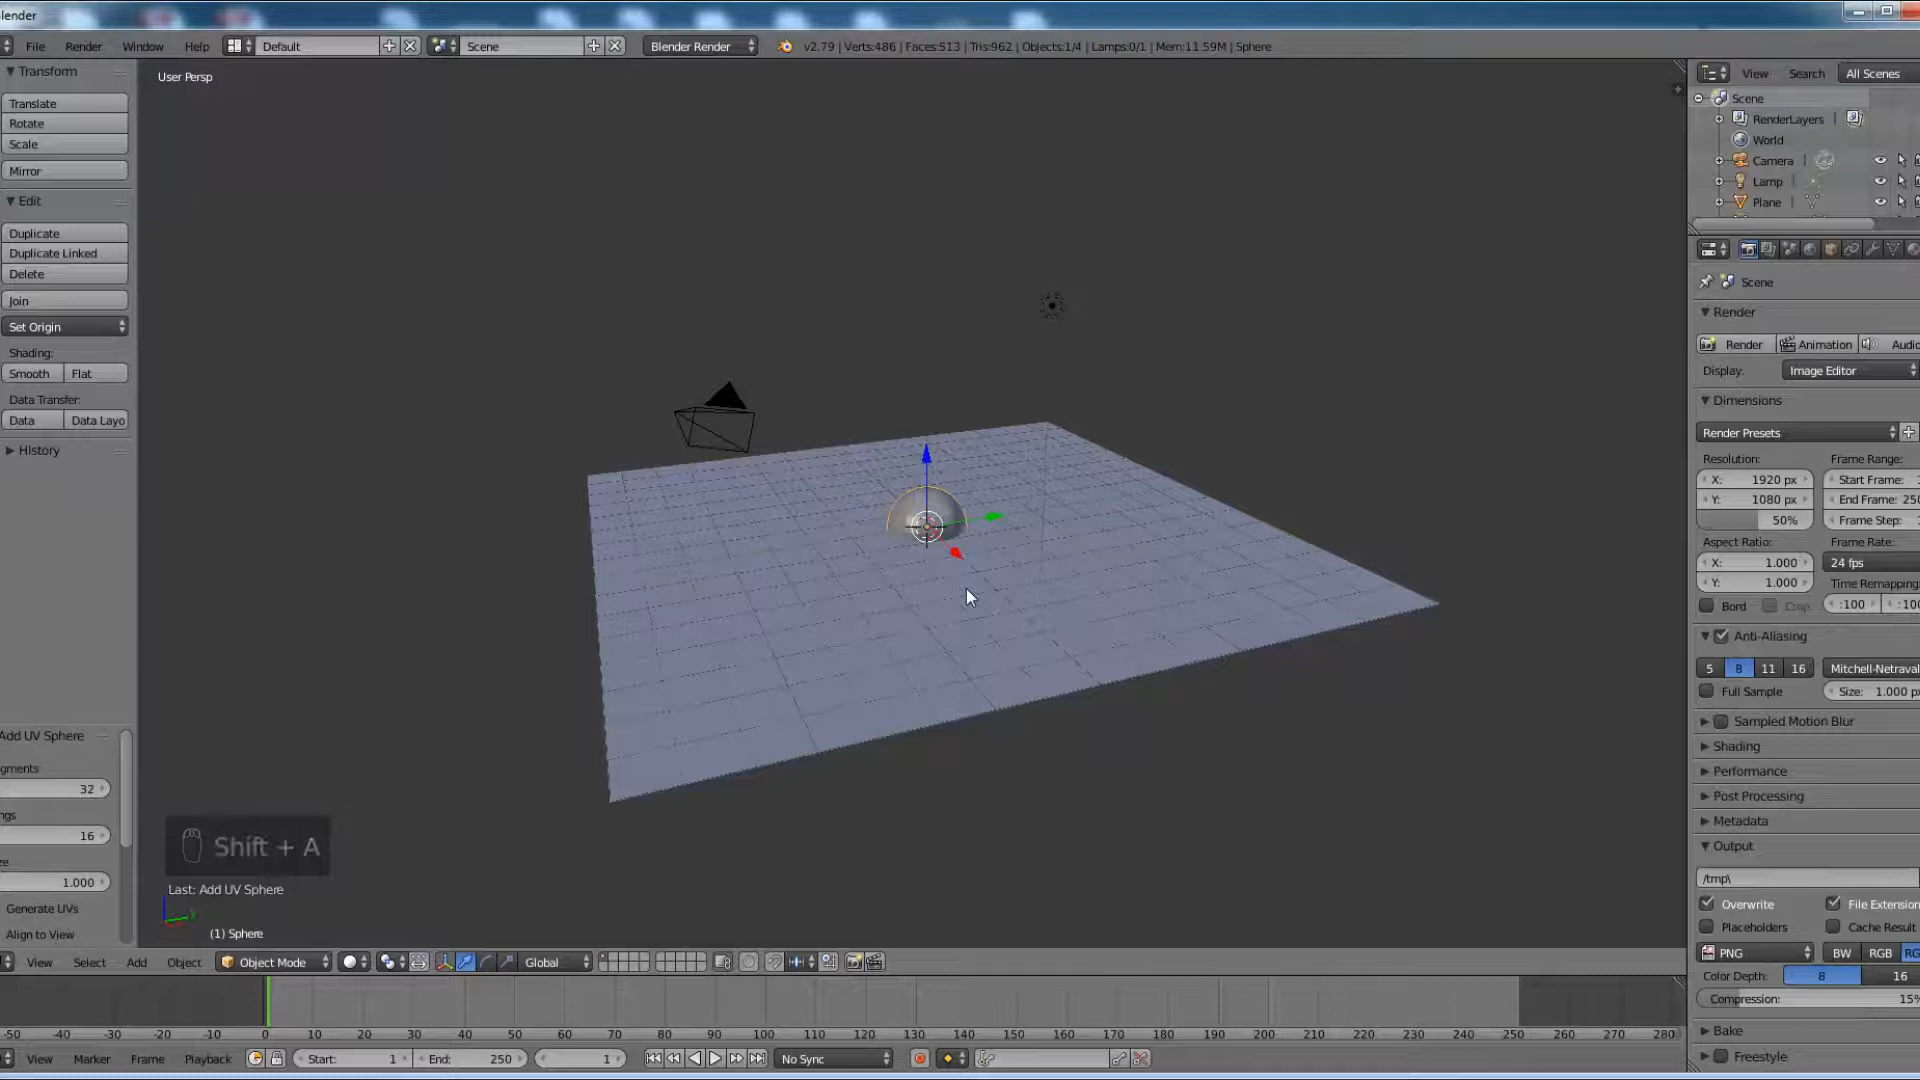 lender
File Render Window Help Default Scene Blender Render v2.79 | Verts:486 | Faces:513 | Tris:962 | Objects:1/4 | Lamps:0/1 | Mem:11.59M | Sphere
Transform
Translate
Rotate
Scale
Mirror
Edit
Duplicate
Duplicate Linked
Delete
Join
Set Origin
Shading:
Smooth Flat
Data Transfer:
Data Data Layo
History
Add UV Sphere
gments
32
ngs
16
ze
1.000
Generate UVs
Align to View
User Persp
Shift + A
Last: Add UV Sphere
(1) Sphere
View Select Add Object Object Mode Global
-50 -40 -30 -20 -10 0 10 20 30 40 50 60 70 80 90 100 110 120 130 140 150 160 170 180 190 200 210 220 230 240 250 260 270 280
View Marker Frame Playback Start: 1 End: 250 1 No Sync
View Search All Scenes
Scene
RenderLayers
World
Camera
Lamp
Plane
Scene
Render
Render Animation Audio
Display: Image Editor
Dimensions
Render Presets
Resolution: Frame Range:
X: 1920 px Start Frame: 1
Y: 1080 px End Frame: 250
50% Frame Step: 1
Aspect Ratio: Frame Rate:
X: 1.000 24 fps
Y: 1.000 Time Remapping:
Bord Crop :100 :100
Anti-Aliasing
5 8 11 16 Mitchell-Netraval
Full Sample Size: 1.000 px
Sampled Motion Blur
Shading
Performance
Post Processing
Metadata
Output
/tmp\
Overwrite File Extension
Placeholders Cache Result
PNG BW RGB RG
Color Depth: 8 16
Compression: 15%
Bake
Freestyle